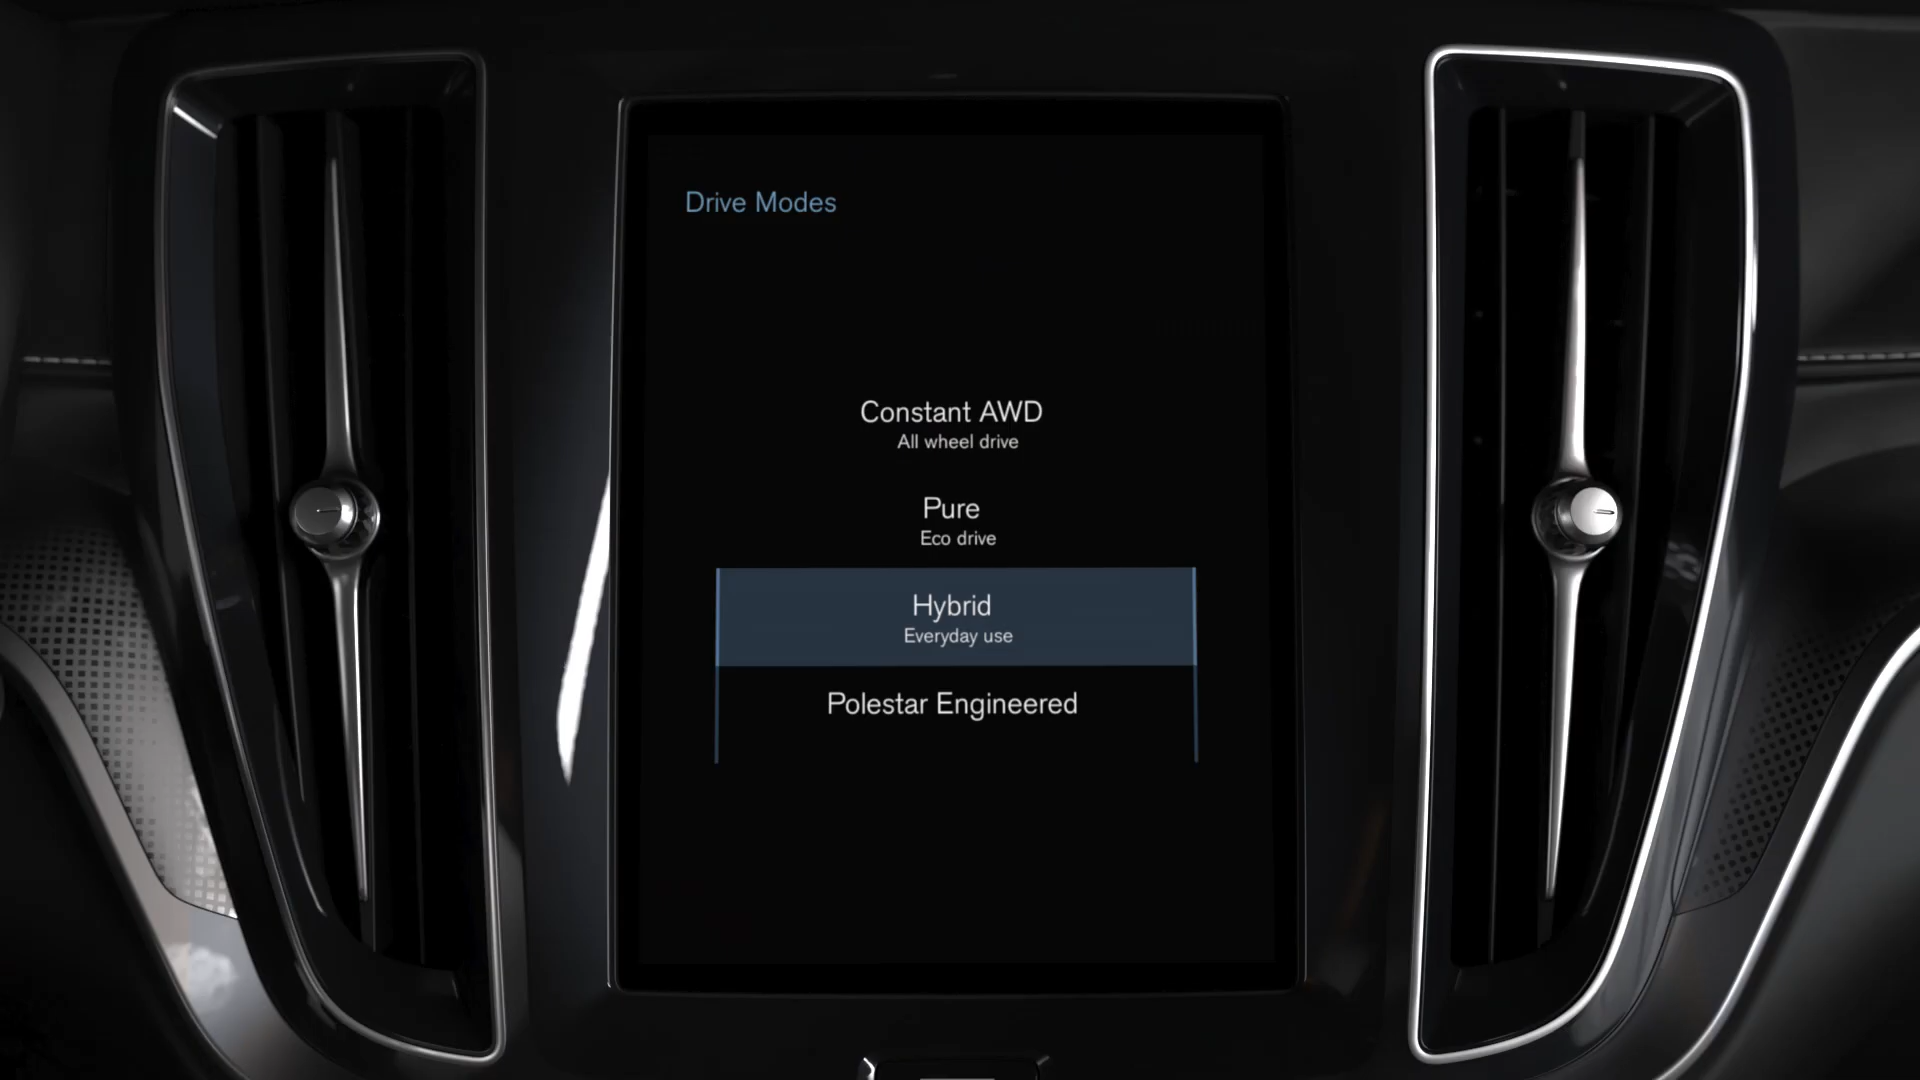 Drive Modes
Constant AWD
All wheel drive
Pure
Eco drive
Hybrid
Everyday use
Polestar Engineered